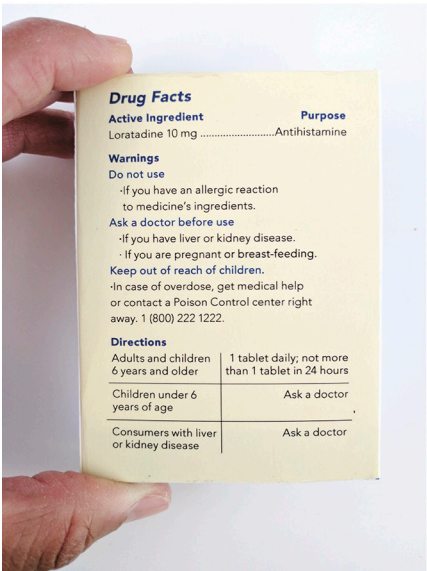 Drug Facts
Active Ingredient Purpose
Loratadine 10 mg ...........................Antihistamine
Warnings
Do not use
·If you have an allergic reaction
to medicine's ingredients.
Ask a doctor before use
·If you have liver or kidney disease.
· If you are pregnant or breast-feeding.
Keep out of reach of children.
·In case of overdose, get medical help
or contact a Poison Control center right
away. 1 (800) 222 1222.
Directions
Adults and children 1 tablet daily; not more
6 years and older than 1 tablet in 24 hours
Children under 6 Ask a doctor
years of age
Consumers with liver Ask a doctor
or kidney disease